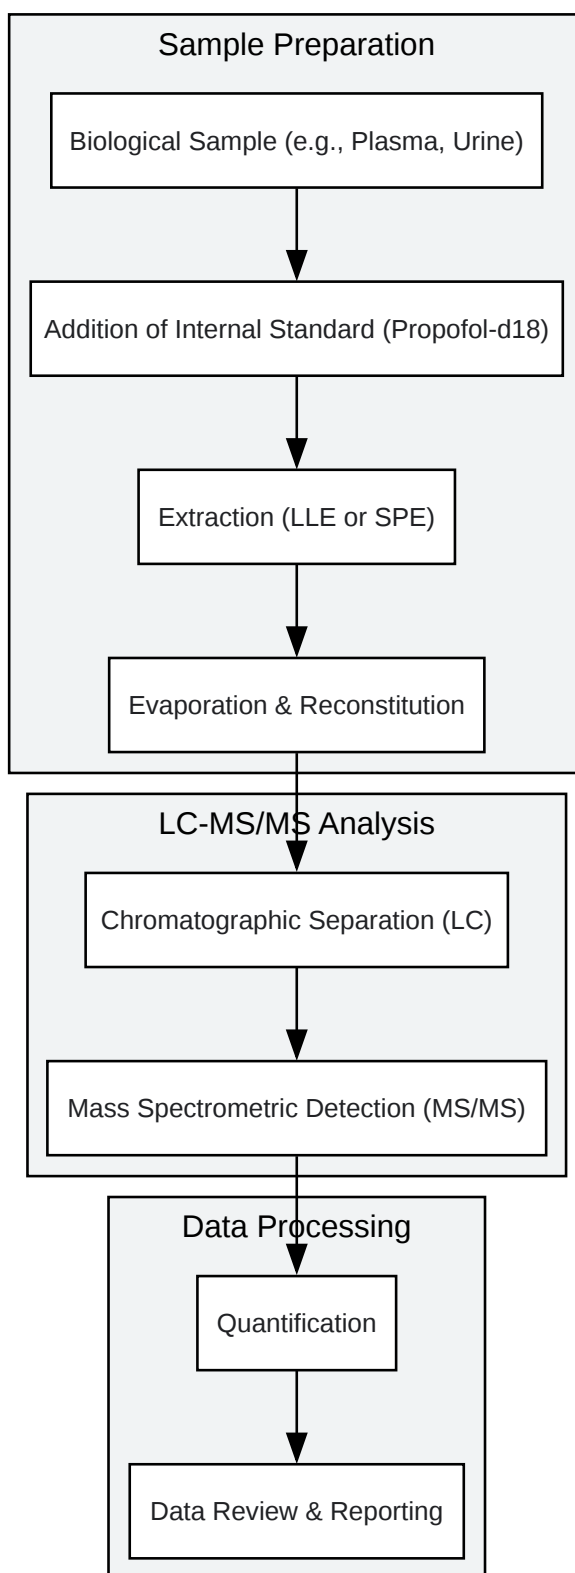 Sample Preparation
Biological Sample (e.g., Plasma, Urine)
Addition of Internal Standard (Propofol-d18)
Extraction (LLE or SPE)
Evaporation & Reconstitution
LC-MS/MS Analysis
Chromatographic Separation (LC)
Mass Spectrometric Detection (MS/MS)
Data Processing
Quantification
Data Review & Reporting